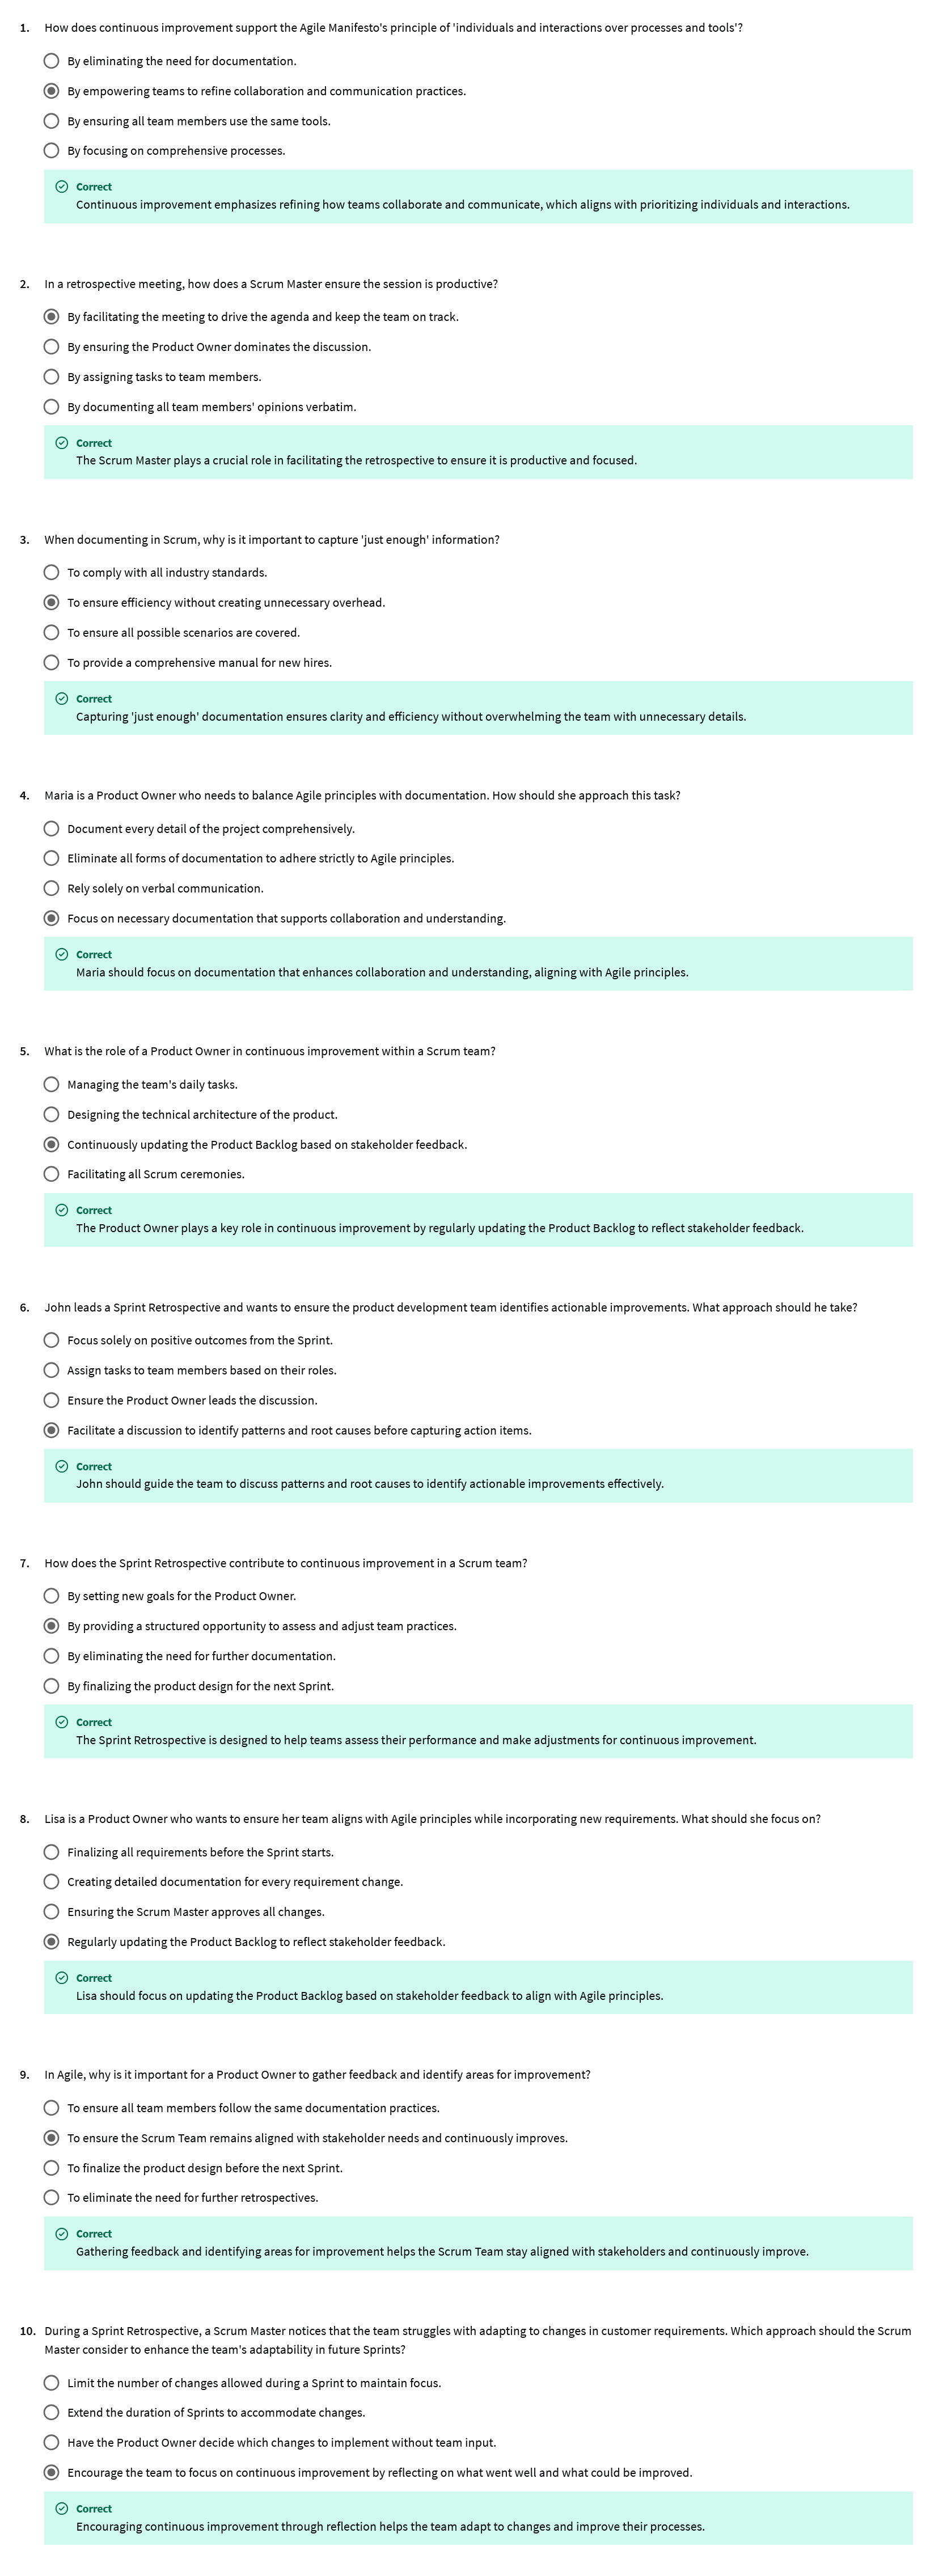 1. How does continuous improvement support the Agile Manifesto's principle of 'individuals and interactions over processes and tools'?
By eliminating the need for documentation.
By empowering teams to refine collaboration and communication practices.
By ensuring all team members use the same tools.
By focusing on comprehensive processes.
Correct
Continuous improvement emphasizes refining how teams collaborate and communicate, which aligns with prioritizing individuals and interactions.
2. In a retrospective meeting, how does a Scrum Master ensure the session is productive?
By facilitating the meeting to drive the agenda and keep the team on track.
By ensuring the Product Owner dominates the discussion.
By assigning tasks to team members.
By documenting all team members' opinions verbatim.
Correct
The Scrum Master plays a crucial role in facilitating the retrospective to ensure it is productive and focused.
3. When documenting in Scrum, why is it important to capture 'just enough' information?
To comply with all industry standards.
To ensure efficiency without creating unnecessary overhead.
To ensure all possible scenarios are covered.
To provide a comprehensive manual for new hires.
Correct
Capturing 'just enough' documentation ensures clarity and efficiency without overwhelming the team with unnecessary details.
4. Maria is a Product Owner who needs to balance Agile principles with documentation. How should she approach this task?
Document every detail of the project comprehensively.
Eliminate all forms of documentation to adhere strictly to Agile principles.
Rely solely on verbal communication.
Focus on necessary documentation that supports collaboration and understanding.
Correct
Maria should focus on documentation that enhances collaboration and understanding, aligning with Agile principles.
5. What is the role of a Product Owner in continuous improvement within a Scrum team?
Managing the team's daily tasks.
Designing the technical architecture of the product.
Continuously updating the Product Backlog based on stakeholder feedback.
Facilitating all Scrum ceremonies.
Correct
The Product Owner plays a key role in continuous improvement by regularly updating the Product Backlog to reflect stakeholder feedback.
6. John leads a Sprint Retrospective and wants to ensure the product development team identifies actionable improvements. What approach should he take?
Focus solely on positive outcomes from the Sprint.
Assign tasks to team members based on their roles.
Ensure the Product Owner leads the discussion.
Facilitate a discussion to identify patterns and root causes before capturing action items.
Correct
John should guide the team to discuss patterns and root causes to identify actionable improvements effectively.
7. How does the Sprint Retrospective contribute to continuous improvement in a Scrum team?
By setting new goals for the Product Owner.
By providing a structured opportunity to assess and adjust team practices.
By eliminating the need for further documentation.
By finalizing the product design for the next Sprint.
Correct
The Sprint Retrospective is designed to help teams assess their performance and make adjustments for continuous improvement.
8. Lisa is a Product Owner who wants to ensure her team aligns with Agile principles while incorporating new requirements. What should she focus on?
Finalizing all requirements before the Sprint starts.
Creating detailed documentation for every requirement change.
Ensuring the Scrum Master approves all changes.
Regularly updating the Product Backlog to reflect stakeholder feedback.
Correct
Lisa should focus on updating the Product Backlog based on stakeholder feedback to align with Agile principles.
9. In Agile, why is it important for a Product Owner to gather feedback and identify areas for improvement?
To ensure all team members follow the same documentation practices.
To ensure the Scrum Team remains aligned with stakeholder needs and continuously improves.
To finalize the product design before the next Sprint.
To eliminate the need for further retrospectives.
Correct
Gathering feedback and identifying areas for improvement helps the Scrum Team stay aligned with stakeholders and continuously improve.
10. During a Sprint Retrospective, a Scrum Master notices that the team struggles with adapting to changes in customer requirements. Which approach should the Scrum
Master consider to enhance the team's adaptability in future Sprints?
Limit the number of changes allowed during a Sprint to maintain focus.
Extend the duration of Sprints to accommodate changes.
Have the Product Owner decide which changes to implement without team input.
Encourage the team to focus on continuous improvement by reflecting on what went well and what could be improved.
Correct
Encouraging continuous improvement through reflection helps the team adapt to changes and improve their processes.